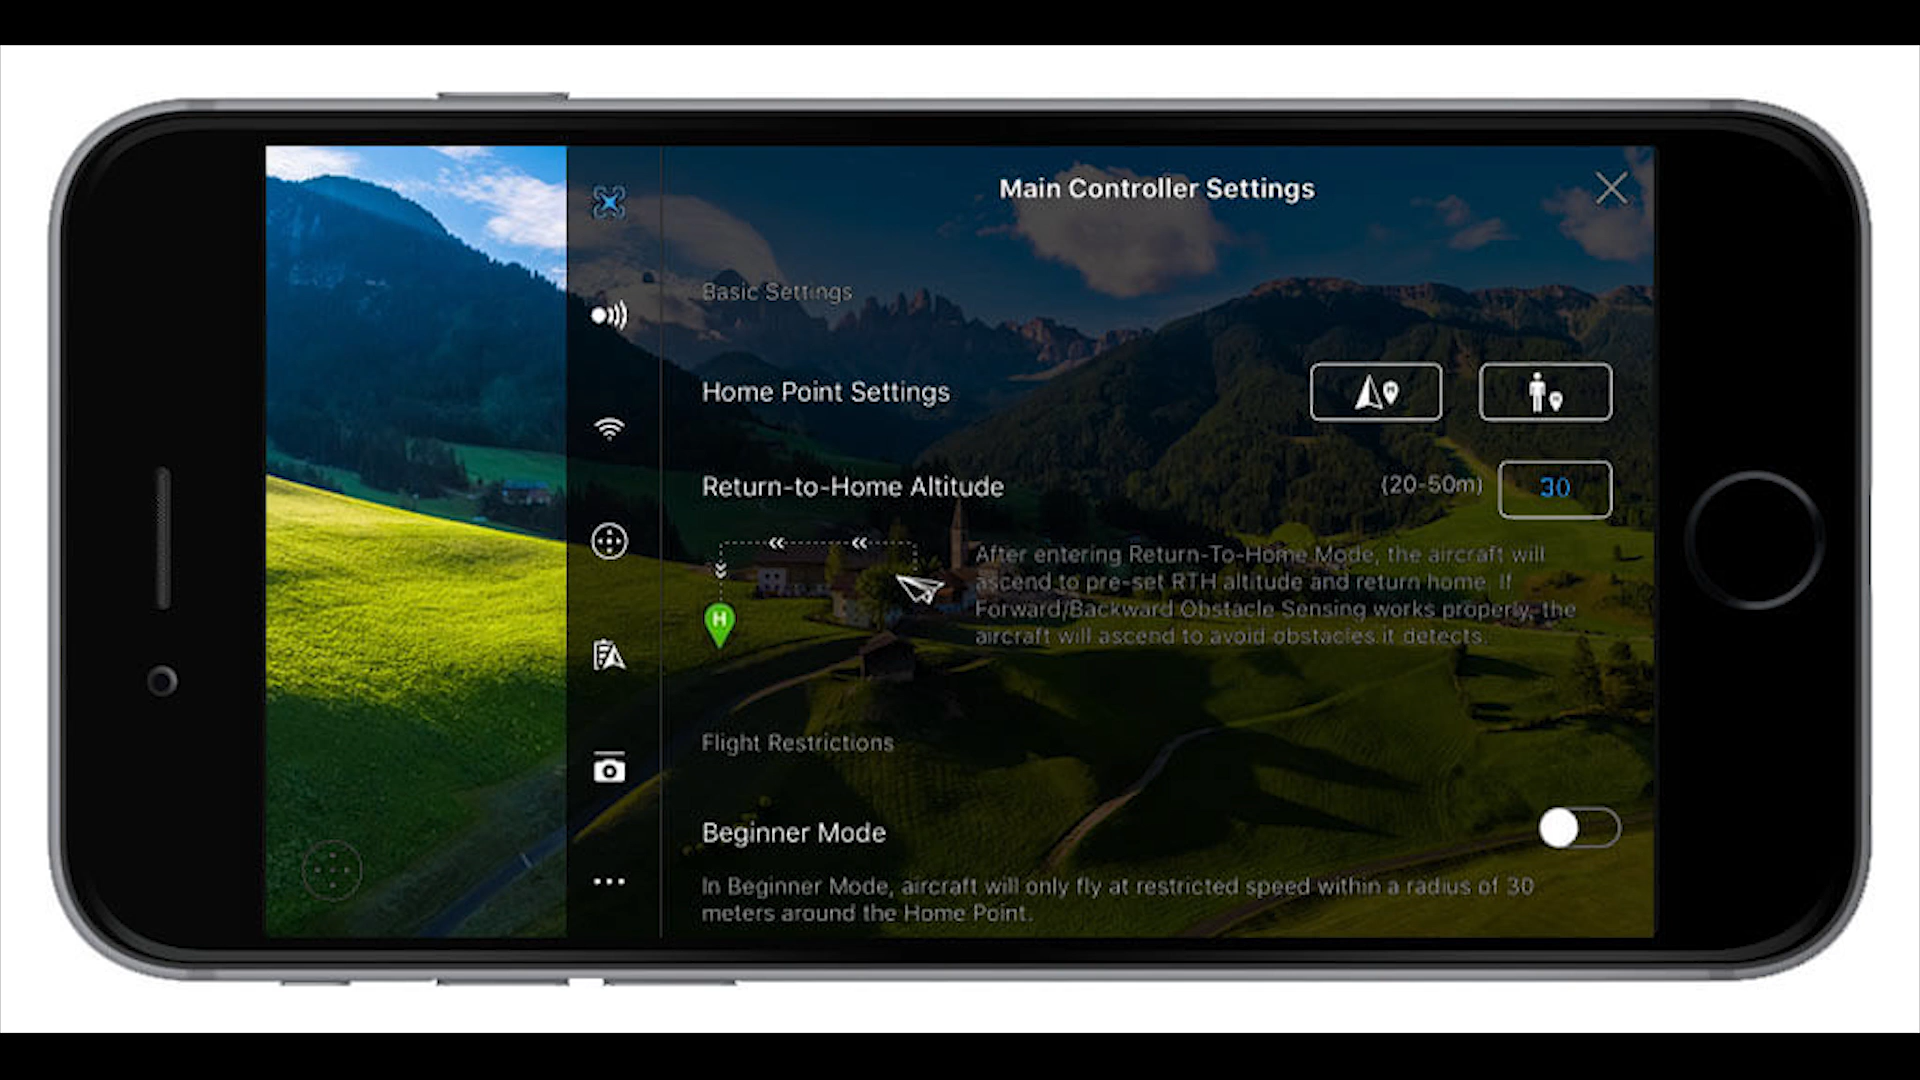 Main Controller Settings
Basic Settings
Home Point Settings
Return-to-Home Altitude
(20-50m)
30
After entering Return-To-Home Mode, the aircraft will
ascend to pre-set RTH altitude and return home. If
Forward/Backward Obstacle Sensing works properly, the
aircraft will ascend to avoid obstacles it detects.
H
Flight Restrictions
Beginner Mode
In Beginner Mode, aircraft will only fly at restricted speed within a radius of 30
meters around the Home Point.